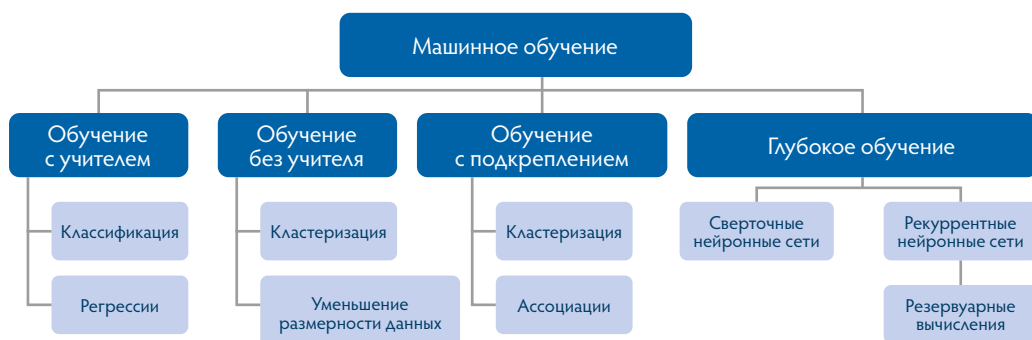 Машинное обучение
Обучение
с учителем
Обучение
без учителя
Обучение
с подкреплением
Глубокое обучение
Классификация
Кластеризация
Кластеризация
Сверточные
нейронные сети
Рекуррентные
нейронные сети
Регрессии
Уменьшение
размерности данных
Ассоциации
Резервуарные
вычисления